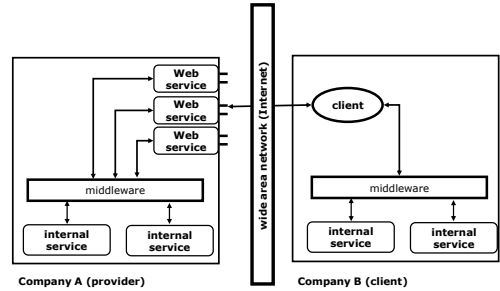 Web
service
Web
service
Web
service
middleware
internal
service
internal
service
Company A (provider)
wide area network (Internet)
client
middleware
internal
service
internal
service
Company B (client)